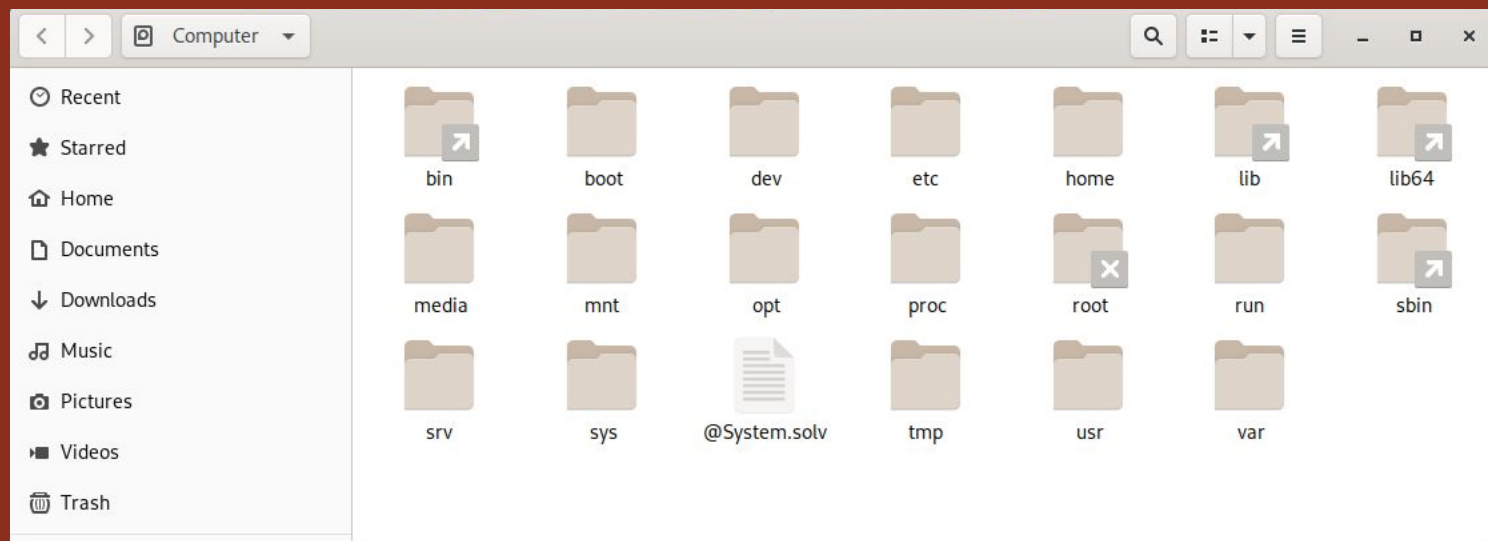 Computer
Recent
Starred
Home
Documents
Downloads
Music
Pictures
Videos
Trash
bin boot dev etc home lib lib64
media mnt opt proc root run sbin
srv sys @System.solv tmp usr var